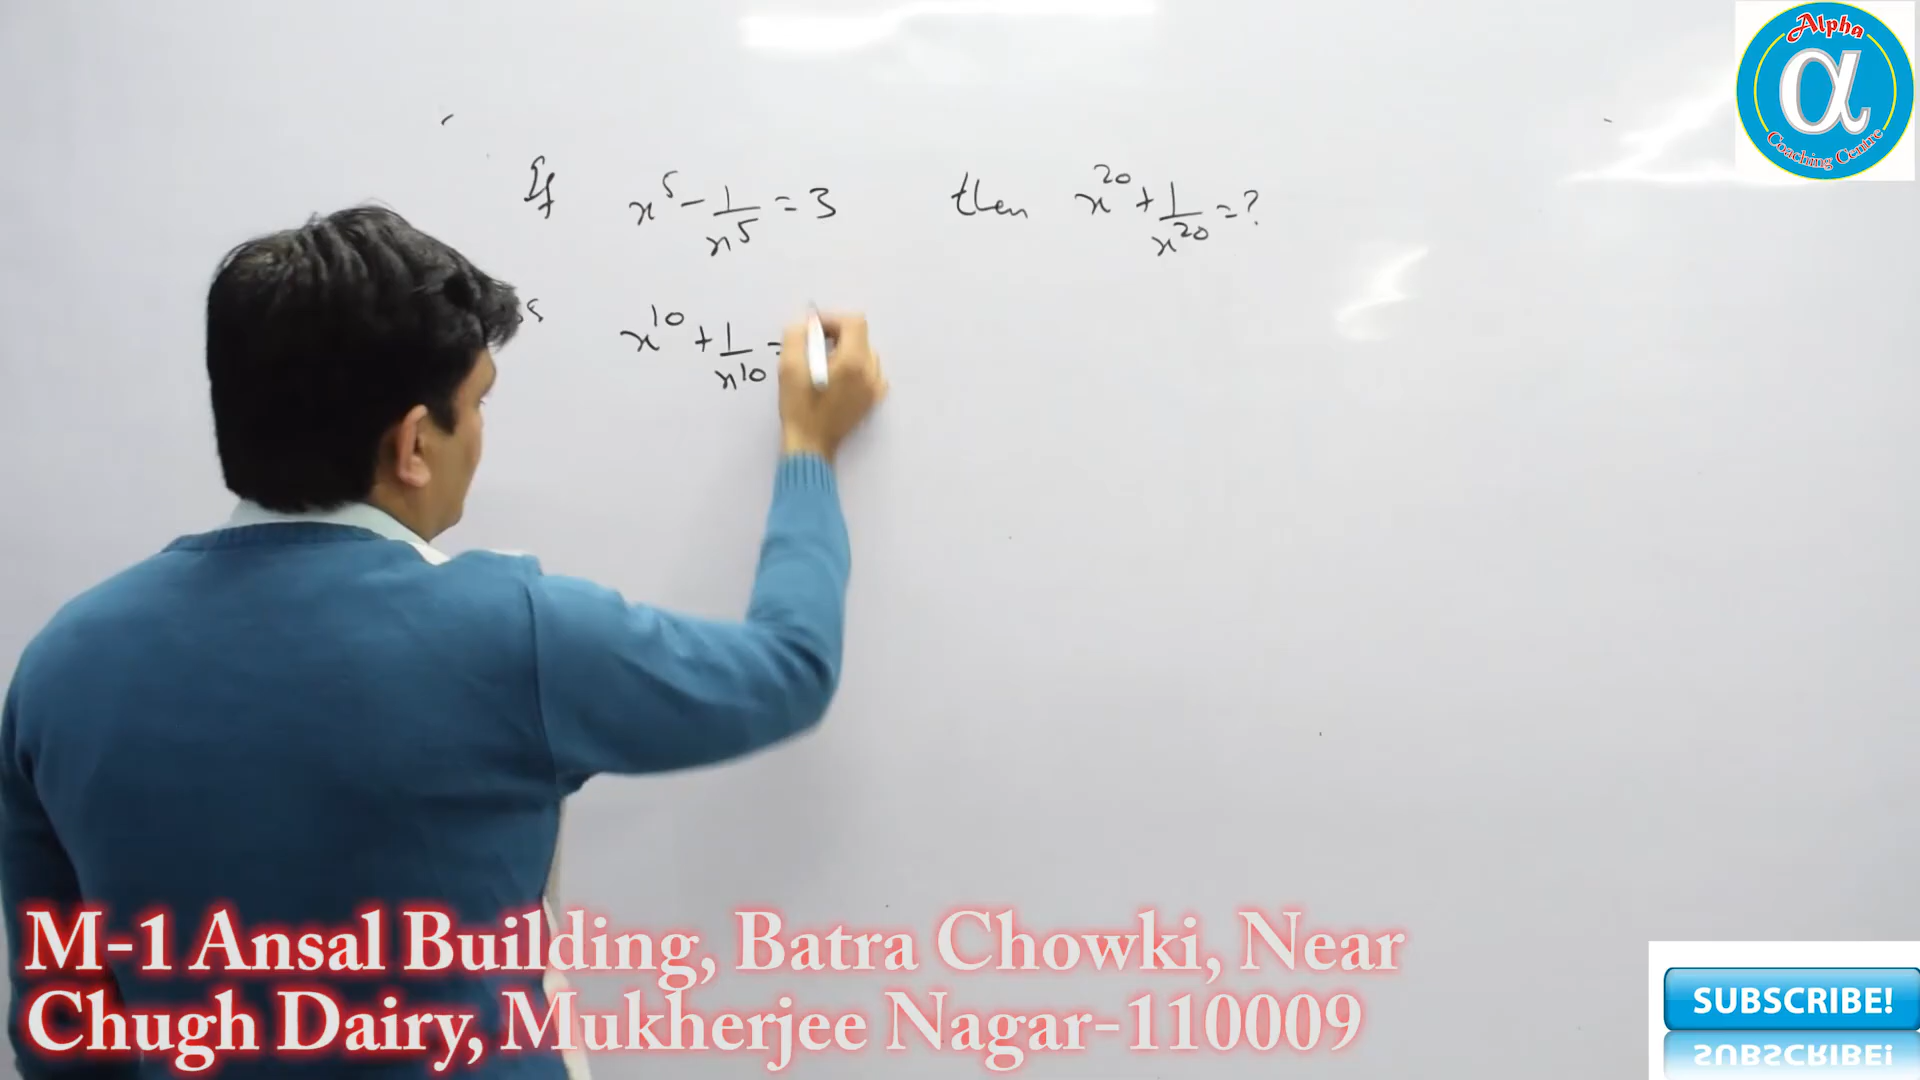 Alpha
α
Coaching Centre
If x⁵ - 1/x⁵ = 3 then x²⁰ + 1/x²⁰ = ?
x¹⁰ + 1/x¹⁰ =
M-1 Ansal Building, Batra Chowki, Near
Chugh Dairy, Mukherjee Nagar-110009
SUBSCRIBE!